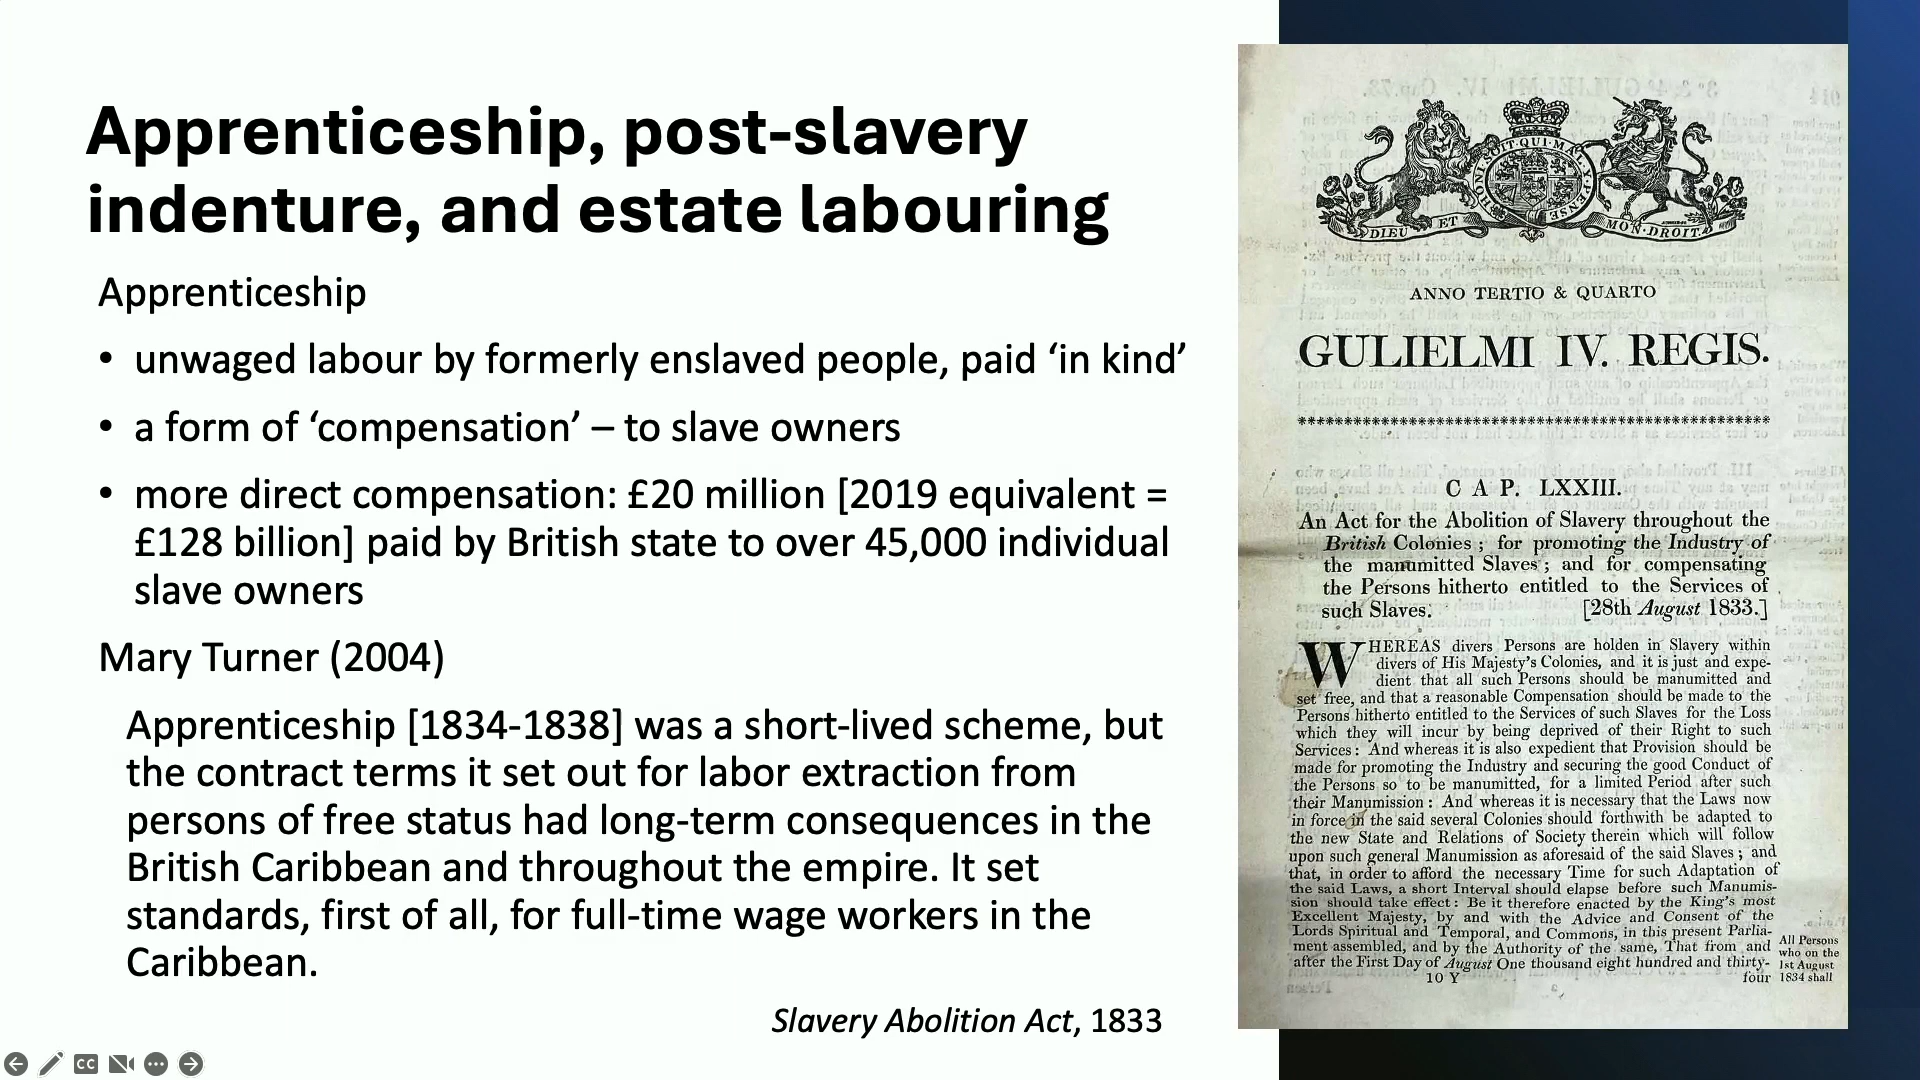 Apprenticeship, post-slavery
indenture, and estate labouring
Apprenticeship
• unwaged labour by formerly enslaved people, paid ‘in kind’
• a form of ‘compensation’ – to slave owners
• more direct compensation: £20 million [2019 equivalent =
£128 billion] paid by British state to over 45,000 individual
slave owners
Mary Turner (2004)
Apprenticeship [1834-1838] was a short-lived scheme, but
the contract terms it set out for labor extraction from
persons of free status had long-term consequences in the
British Caribbean and throughout the empire. It set
standards, first of all, for full-time wage workers in the
Caribbean.
Slavery Abolition Act, 1833
CC
DIEU ET MON DROIT.
ANNO TERTIO & QUARTO
GULIELMI IV. REGIS.
CAP. LXXIII.
An Act for the Abolition of Slavery throughout the
British Colonies; for promoting the Industry of
the manumitted Slaves; and for compensating
the Persons hitherto entitled to the Services of
such Slaves. [28th August 1833.]
WHEREAS divers Persons are holden in Slavery within
divers of His Majesty's Colonies, and it is just and expe-
dient that all such Persons should be manumitted and
set free, and that a reasonable Compensation should be made to the
Persons hitherto entitled to the Services of such Slaves for the Loss
which they will incur by being deprived of their Right to such
Services: And whereas it is also expedient that Provision should be
made for promoting the Industry and securing the good Conduct of
the Persons so to be manumitted, for a limited Period after such
their Manumission: And whereas it is necessary that the Laws now
in force in the said several Colonies should forthwith be adapted to
the new State and Relations of Society therein which will follow
upon such general Manumission as aforesaid of the said Slaves; and
that, in order to afford the necessary Time for such Adaptation of
the said Laws, a short Interval should elapse before such Manumis-
sion should take effect: Be it therefore enacted by the King's most
Excellent Majesty, by and with the Advice and Consent of the
Lords Spiritual and Temporal, and Commons, in this present Parlia-
ment assembled, and by the Authority of the same, That from and
after the First Day of August One thousand eight hundred and thirty-
10 Y four
All Persons
who on the
1st August
1834 shall